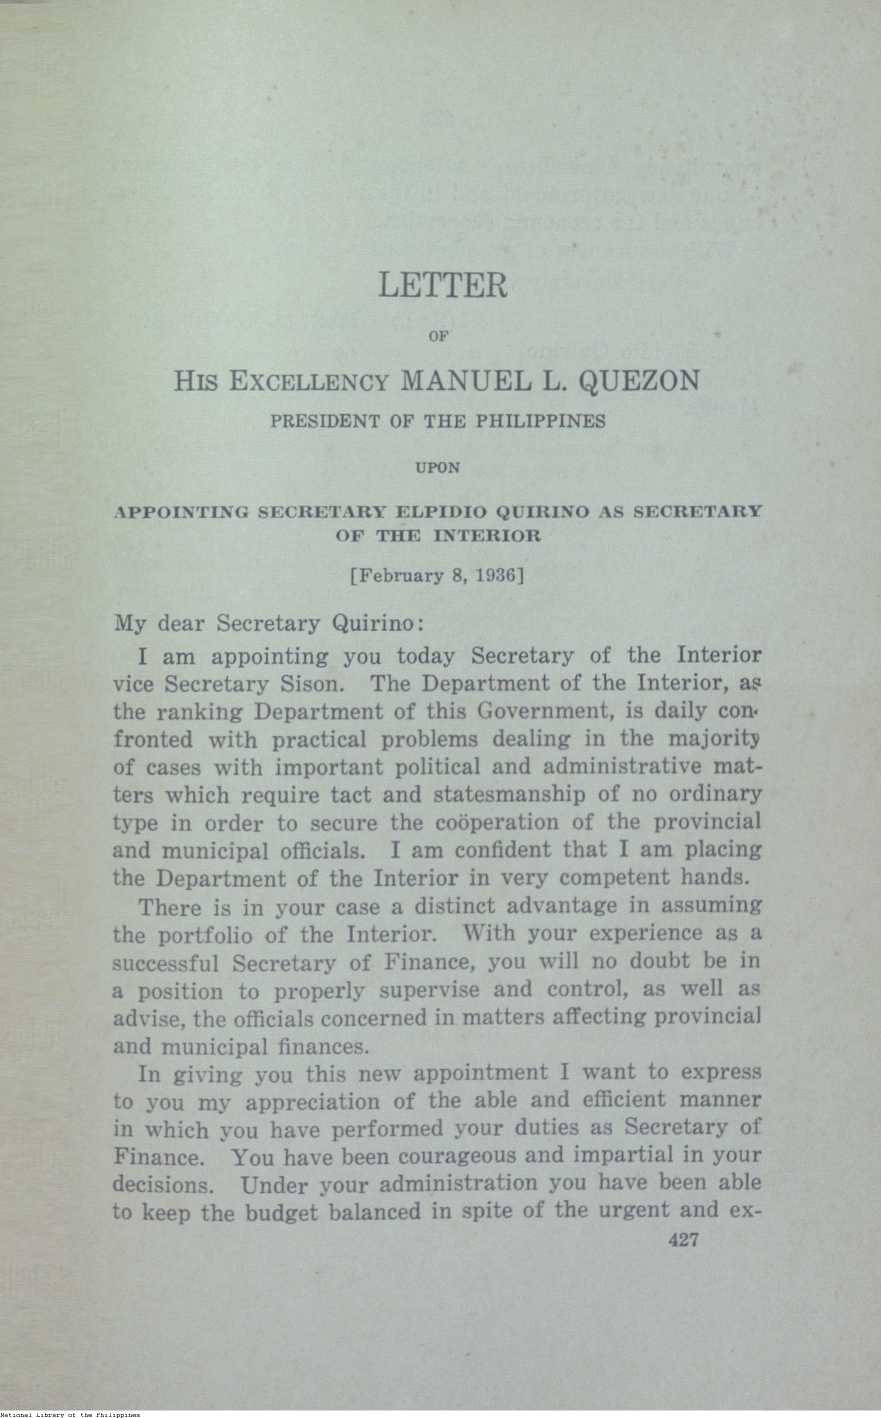 LETTER
OF
HIS EXCELLENCY MANUEL L. QUEZON
PRESIDENT OF THE PHILIPPINES
UPON
APPOINTING SECRETARY ELPIDIO QUIRINO AS SECRETARY
OF THE INTERIOR
[February 8, 1936]
My dear Secretary Quirino:
I am appointing you today Secretary of the Interior
vice Secretary Sison. The Department of the Interior, as
the ranking Department of this Government, is daily con-
fronted with practical problems dealing in the majority
of cases with important political and administrative mat-
ters which require tact and statesmanship of no ordinary
type in order to secure the coöperation of the provincial
and municipal officials. I am confident that I am placing
the Department of the Interior in very competent hands.
There is in your case a distinct advantage in assuming
the portfolio of the Interior. With your experience as a
successful Secretary of Finance, you will no doubt be in
a position to properly supervise and control, as well as
advise, the officials concerned in matters affecting provincial
and municipal finances.
In giving you this new appointment I want to express
to you my appreciation of the able and efficient manner
in which you have performed your duties as Secretary of
Finance. You have been courageous and impartial in your
decisions. Under your administration you have been able
to keep the budget balanced in spite of the urgent and ex-
427
National Library of the Philippines